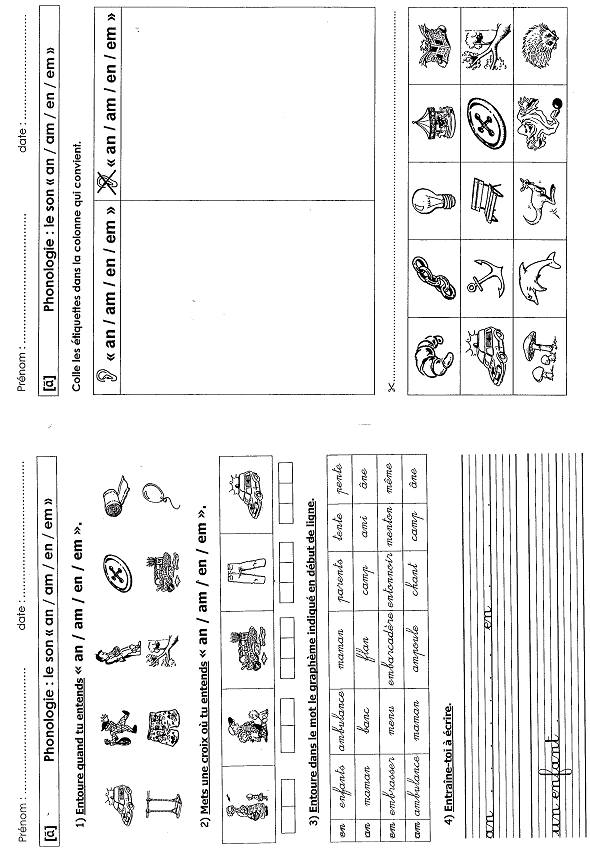 Prénom :............................ date :............................
[ã] Phonologie : le son « an / am / en / em »
1) Entoure quand tu entends « an / am / en / em ».
2) Mets une croix où tu entends « an / am / en / em ».
3) Entoure dans le mot le graphème indiqué en début de ligne.
en enfants ambulance maman parents tente pente
an maman banc flan camp ami âne
em embrasser menu embarcadère entonnoir menton même
am ambulance maman ampoule chant camp âne
4) Entraîne-toi à écrire.
an en
un enfant
Prénom :............................ date :............................
[ã] Phonologie : le son « an / am / en / em »
Colle les étiquettes dans la colonne qui convient.
« an / am / en / em » « an / am / en / em »